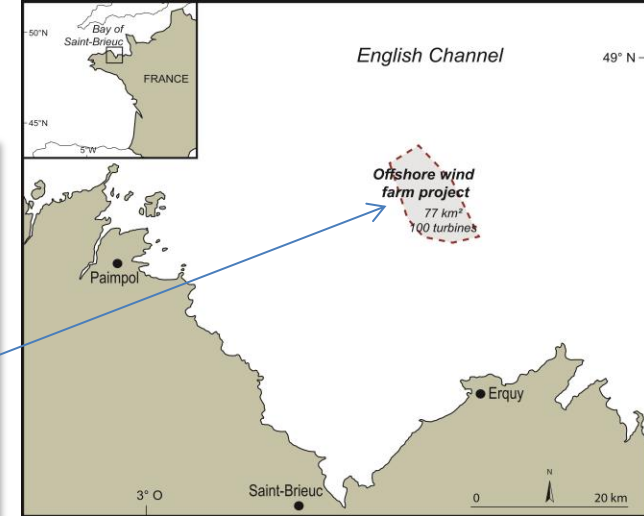 50°N
Bay of
Saint-Brieuc
FRANCE
45°N
5°W
English Channel
49° N
Offshore wind
farm project
77 km²
100 turbines
Paimpol
Erquy
Saint-Brieuc
3° O
N
0
20 km